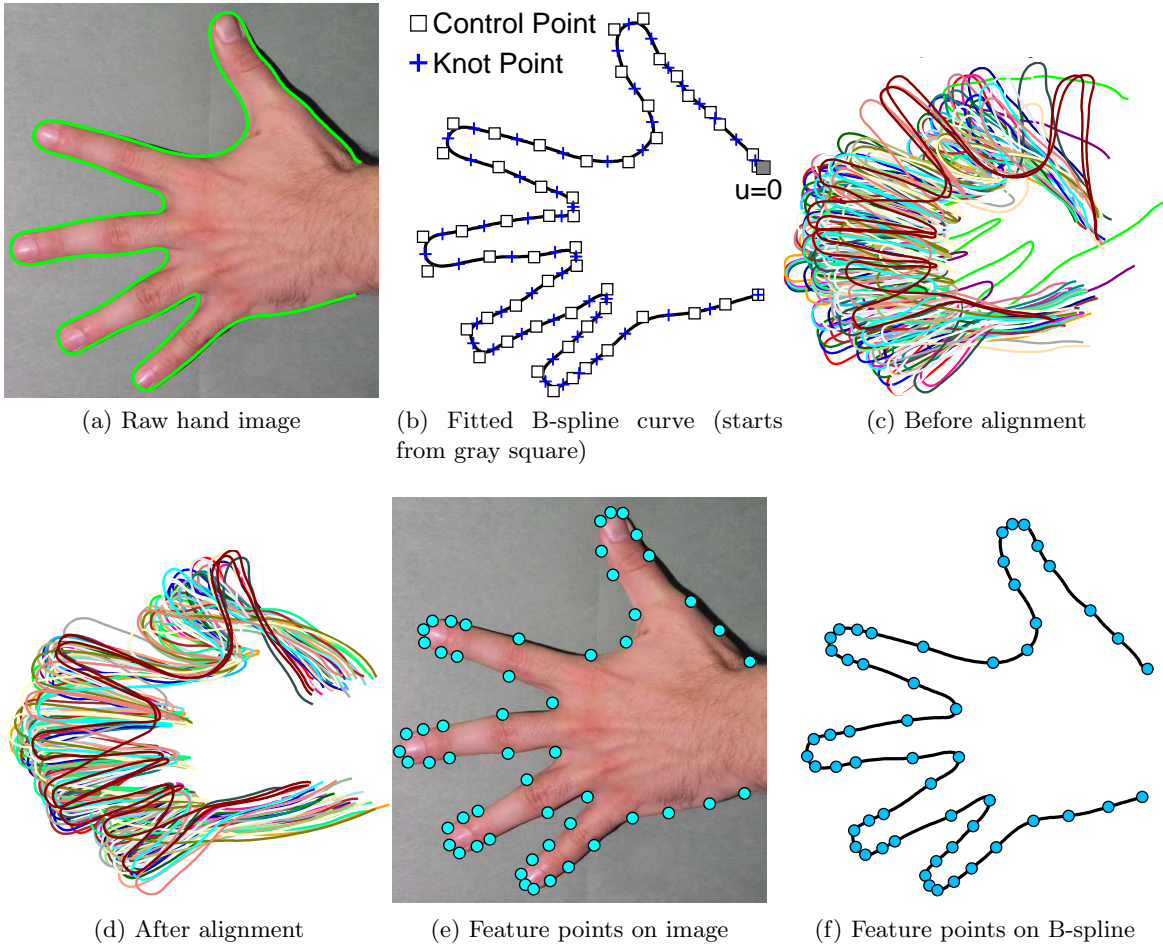 Control Point
Knot Point
u=0
(a) Raw hand image
(b) Fitted B-spline curve (starts
from gray square)
(c) Before alignment
(d) After alignment
(e) Feature points on image
(f) Feature points on B-spline